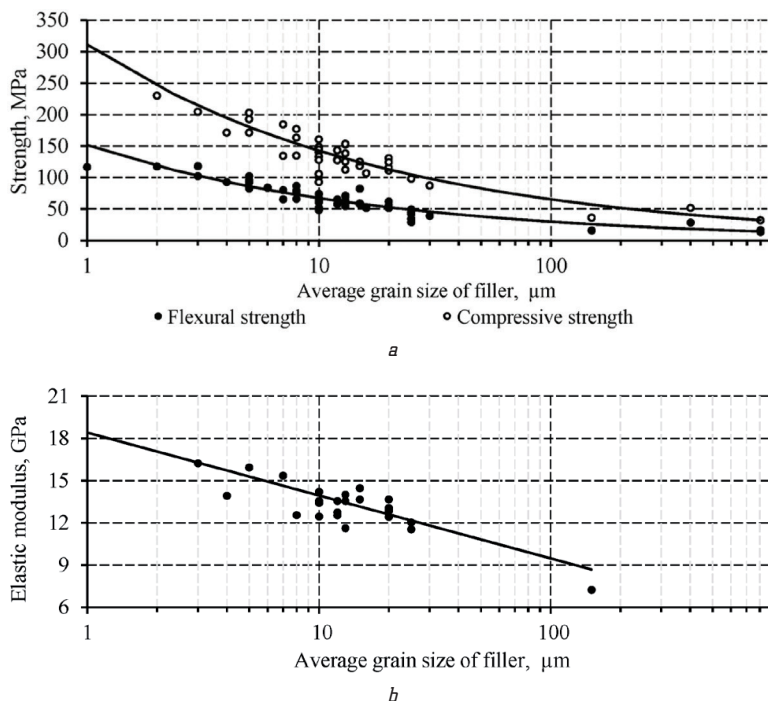 350
300
250
200
150
100
50
0
Strength, MPa
1 10 100
Average grain size of filler, μm
Flexural strength Compressive strength
a
21
18
15
12
9
6
Elastic modulus, GPa
1 10 100
Average grain size of filler, μm
b